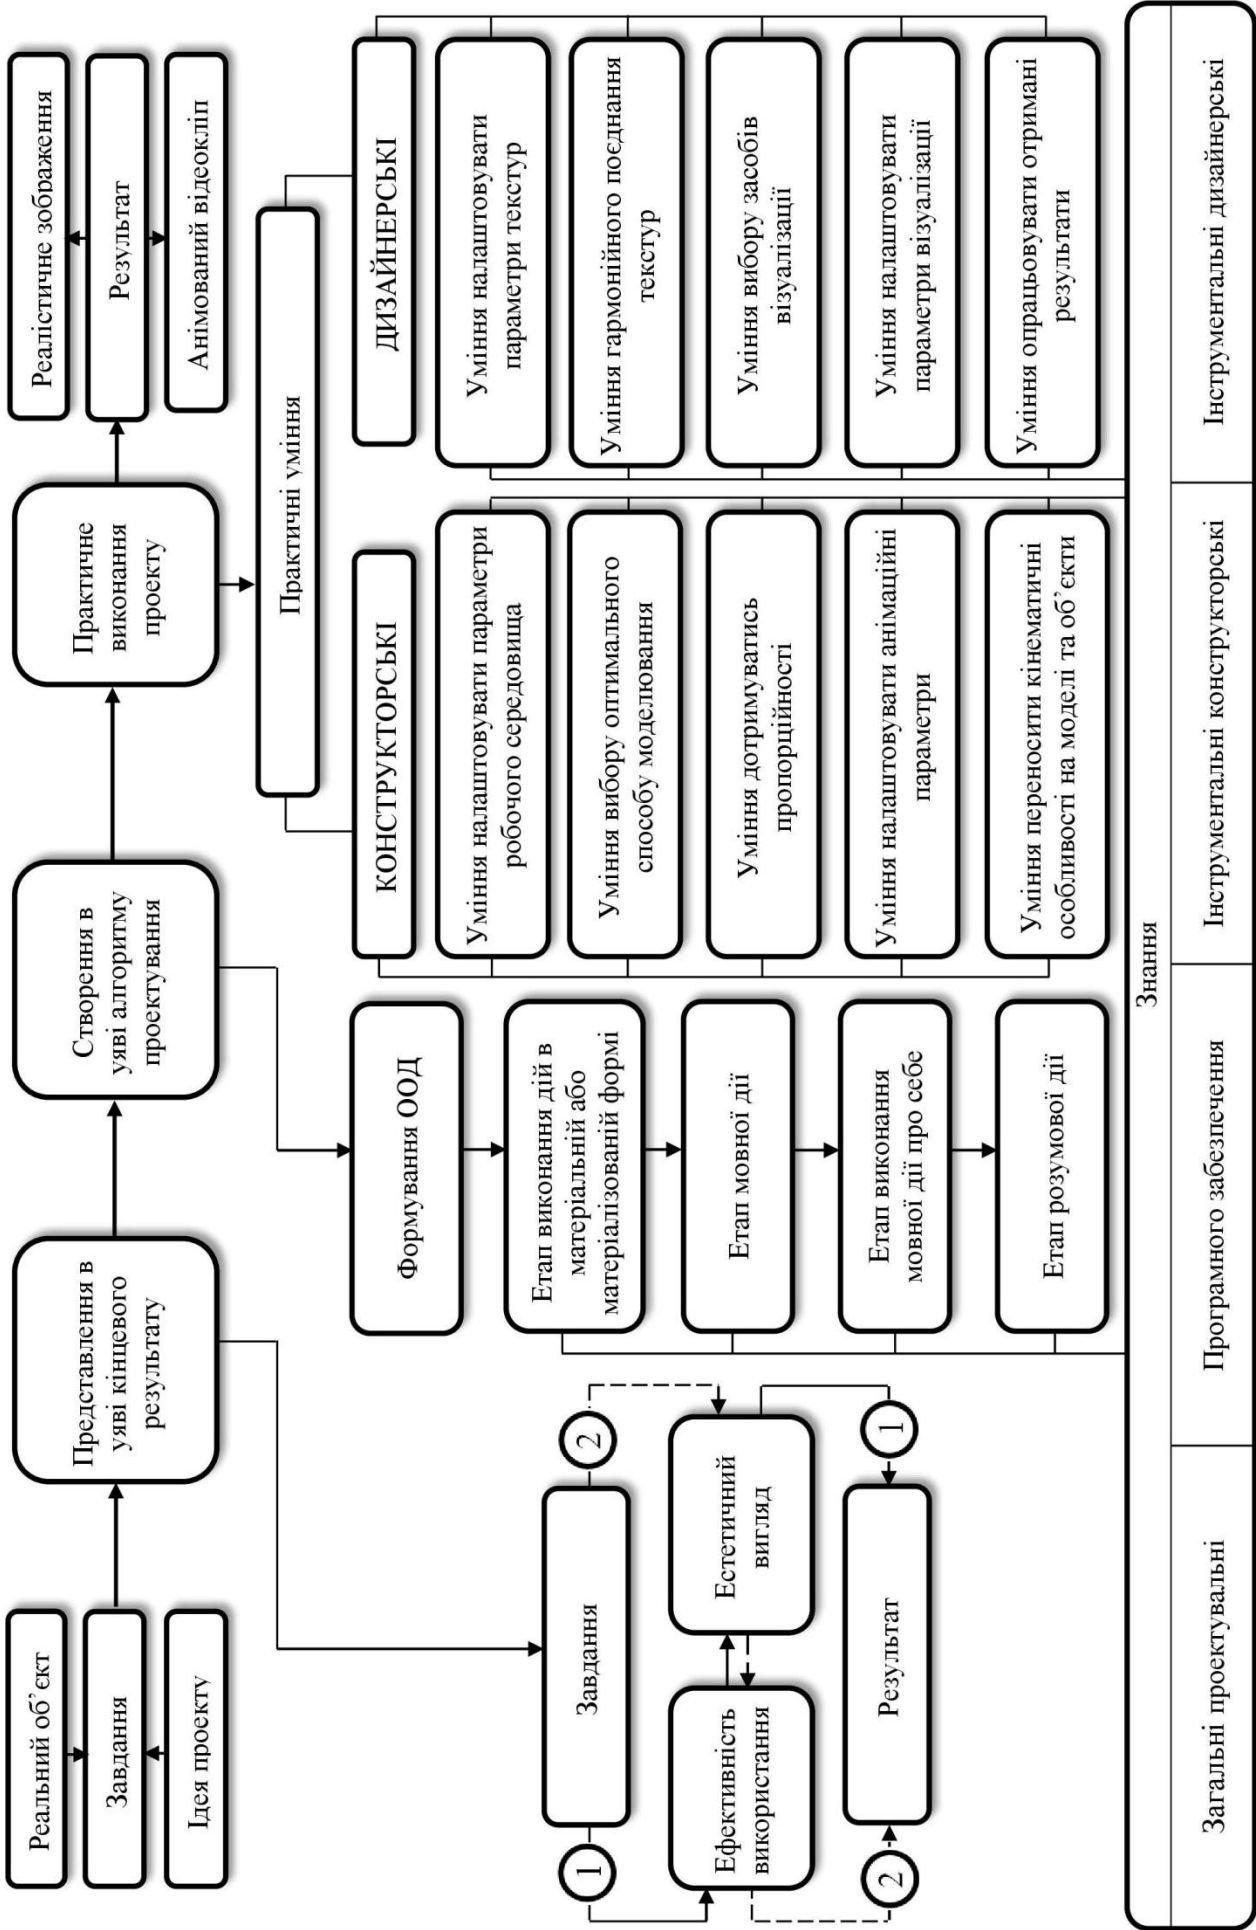 Реальний об’єкт
Завдання
Ідея проекту
Представлення в
уяві кінцевого
результату
Створення в
уяві алгоритму
проектування
Практичне
виконання
проекту
Реалістичне зображення
Результат
Анімований відеокліп
Практичні уміння
КОНСТРУКТОРСЬКІ
ДИЗАЙНЕРСЬКІ
Формування ООД
Етап виконання дій в
матеріальній або
матеріалізованій формі
Етап мовної дії
Етап виконання
мовної дії про себе
Етап розумової дії
Уміння налаштовувати параметри
робочого середовища
Уміння вибору оптимального
способу моделювання
Уміння дотримуватись
пропорційності
Уміння налаштовувати анімаційні
параметри
Уміння переносити кінематичні
особливості на моделі та об’єкти
Уміння налаштовувати
параметри текстур
Уміння гармонійного поєднання
текстур
Уміння вибору засобів
візуалізації
Уміння налаштовувати
параметри візуалізації
Уміння опрацьовувати отримані
результати
1
Завдання
2
Ефективність
використання
Естетичний
вигляд
2
Результат
1
Знання
Загальні проектувальні
Програмного забезпечення
Інструментальні конструкторські
Інструментальні дизайнерські